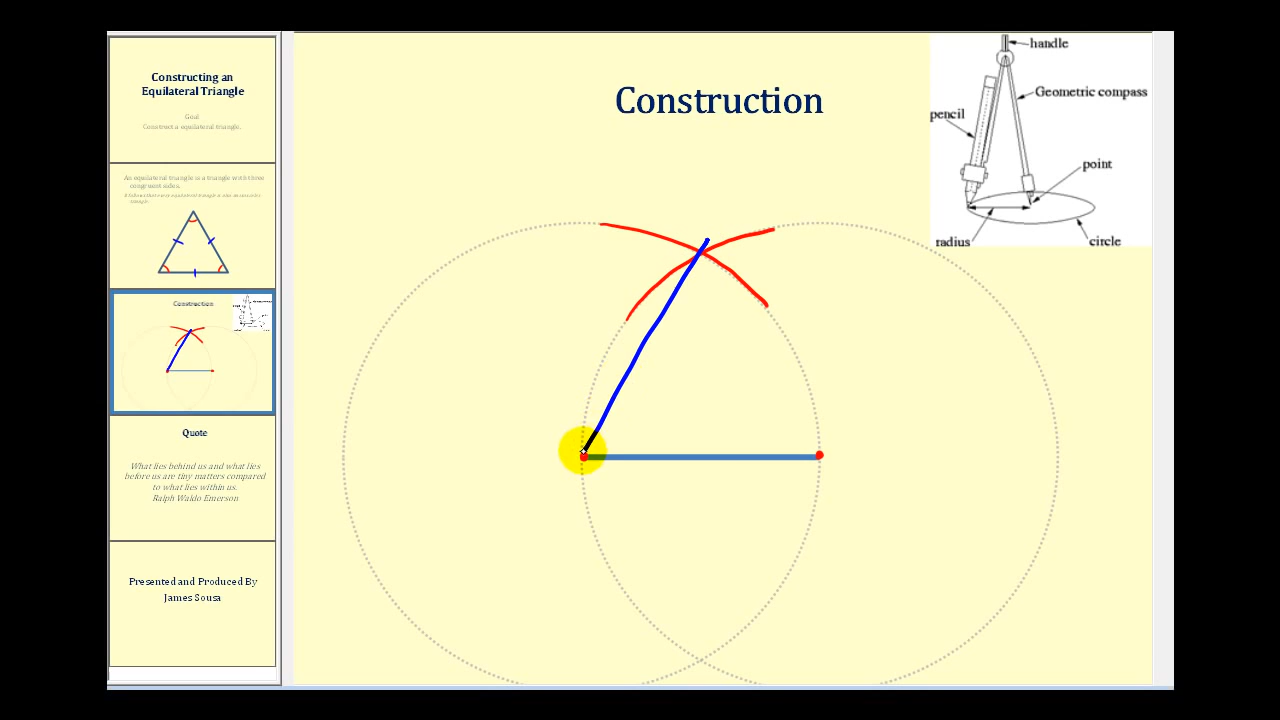 Constructing an
Equilateral Triangle
Goal
Construct a equilateral triangle.
An equilateral triangle is a triangle with three
congruent sides.
Construction
Quote
What lies behind us and what lies
before us are tiny matters compared
to what lies within us.
Ralph Waldo Emerson
Presented and Produced By
James Sousa
Construction
handle
Geometric compass
pencil
point
radius
circle